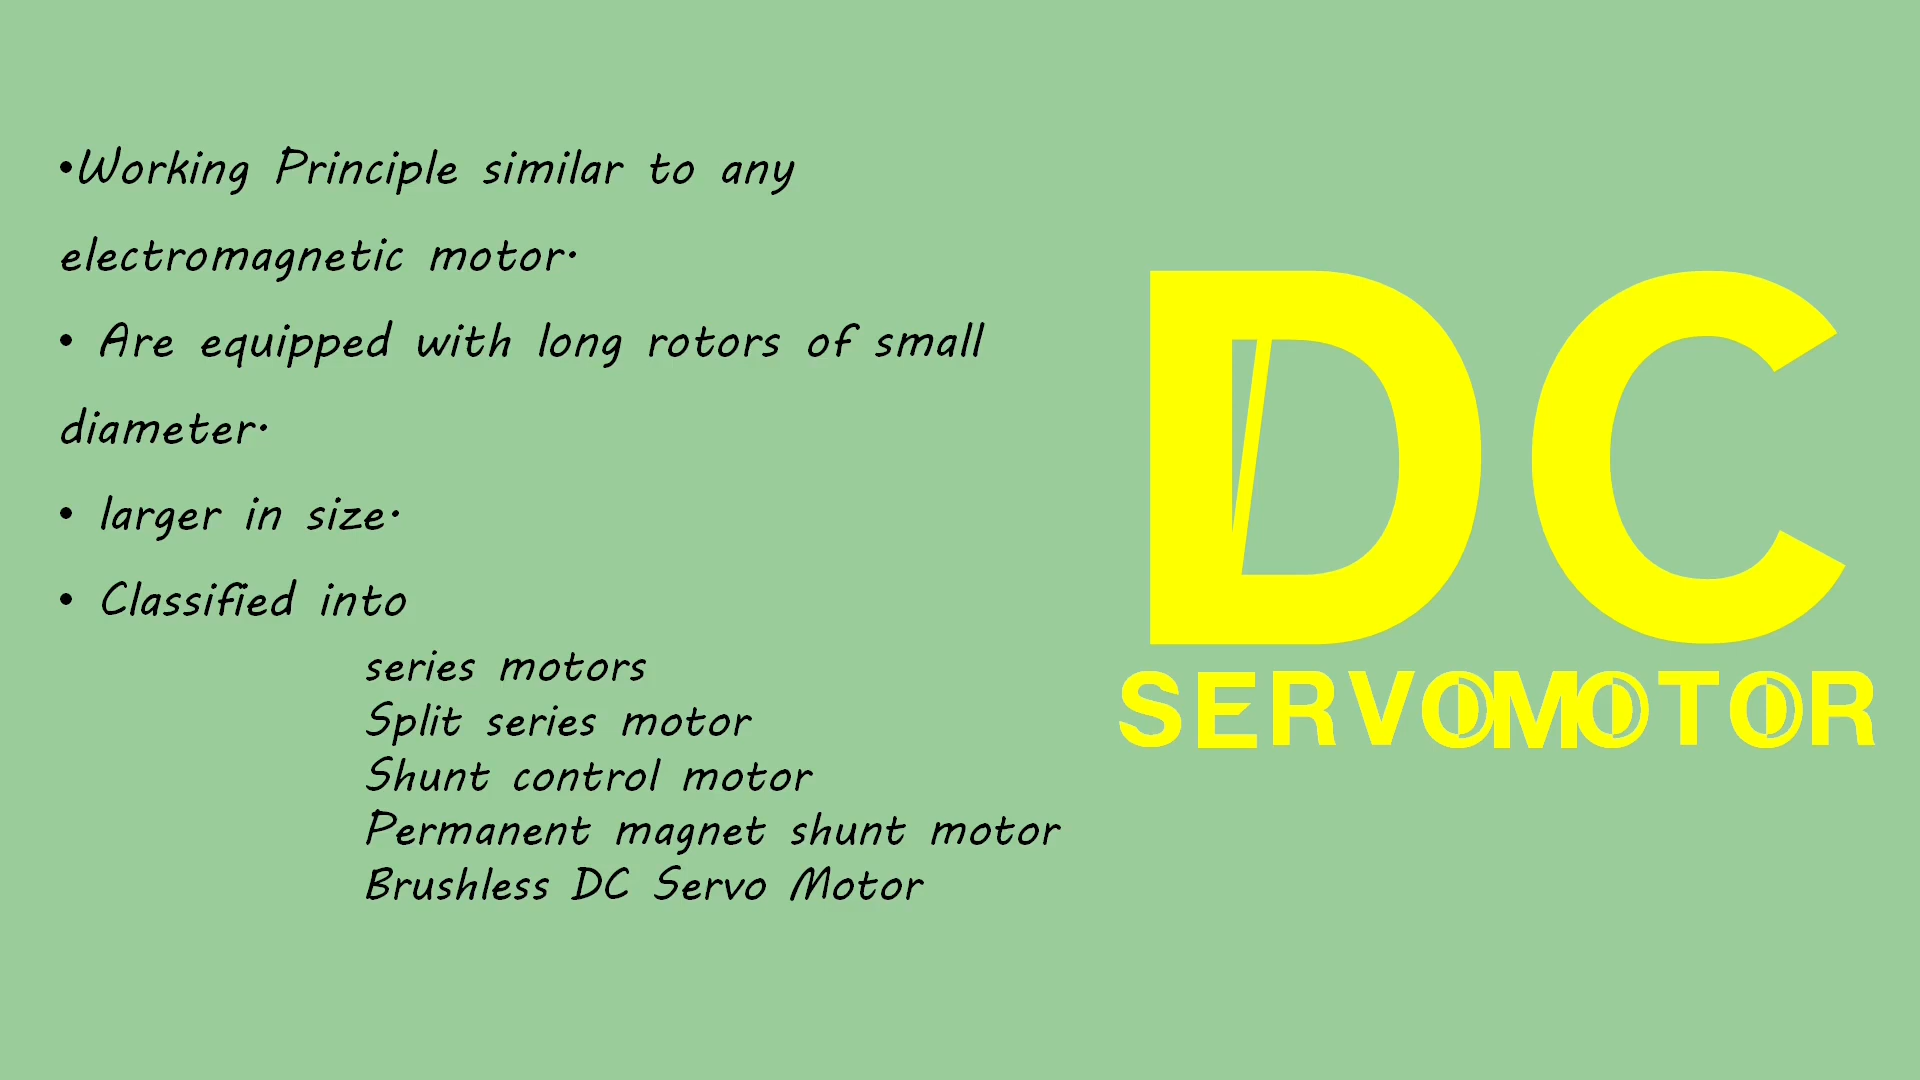 •Working Principle similar to any
electromagnetic motor.
• Are equipped with long rotors of small
diameter.
• larger in size.
• Classified into
series motors
Split series motor
Shunt control motor
Permanent magnet shunt motor
Brushless DC Servo Motor
DC
SERVOMOTOR